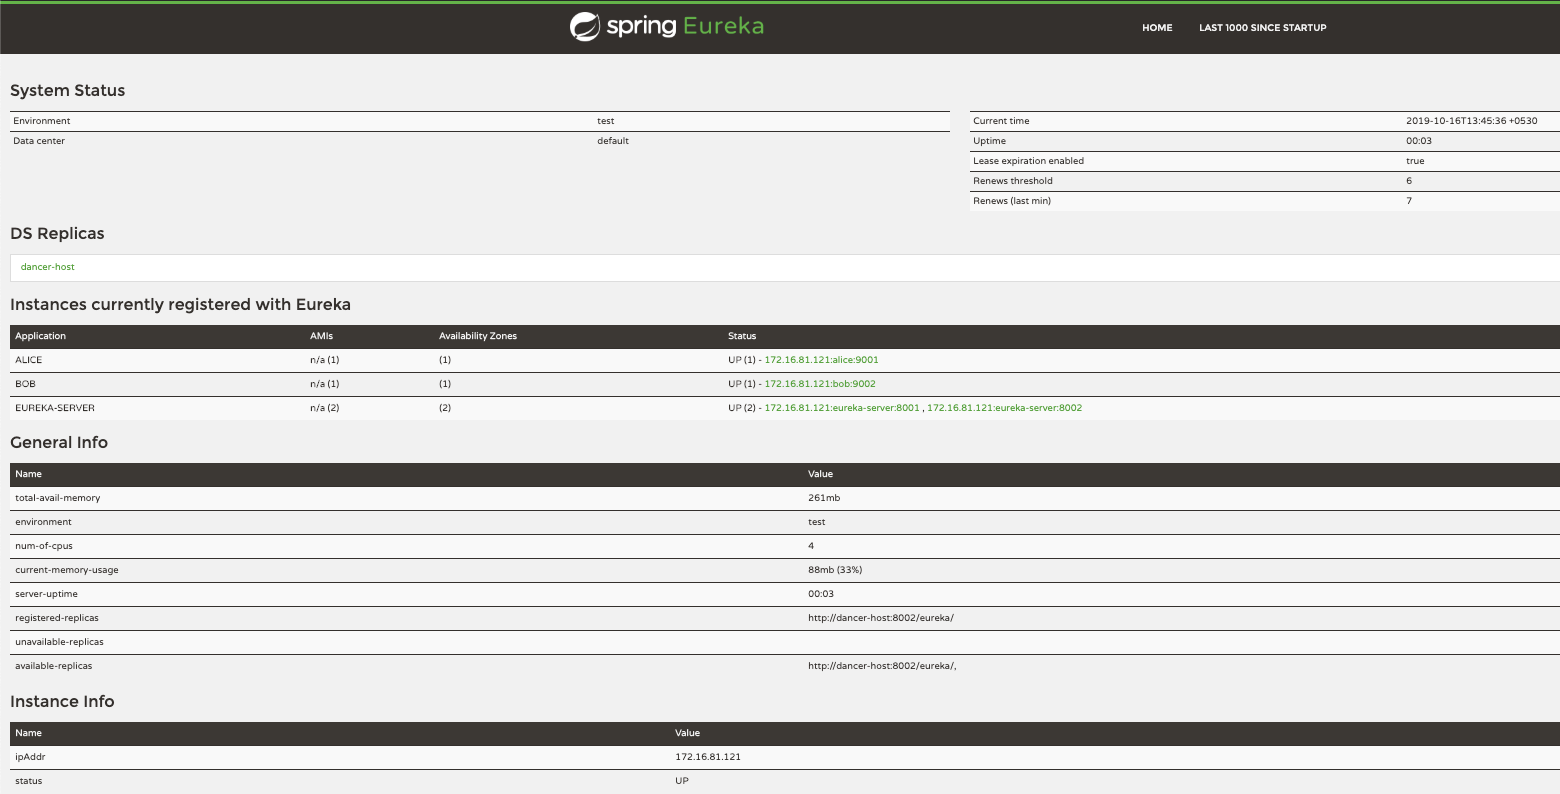 spring Eureka
HOME LAST 1000 SINCE STARTUP
System Status
Environment test
Data center default
Current time 2019-10-16T13:45:36 +0530
Uptime 00:03
Lease expiration enabled true
Renews threshold 6
Renews (last min) 7
DS Replicas
dancer-host
Instances currently registered with Eureka
Application AMIs Availability Zones Status
ALICE n/a (1) (1) UP (1) - 172.16.81.121:alice:9001
BOB n/a (1) (1) UP (1) - 172.16.81.121:bob:9002
EUREKA-SERVER n/a (2) (2) UP (2) - 172.16.81.121:eureka-server:8001 , 172.16.81.121:eureka-server:8002
General Info
Name Value
total-avail-memory 261mb
environment test
num-of-cpus 4
current-memory-usage 88mb (33%)
server-uptime 00:03
registered-replicas http://dancer-host:8002/eureka/
unavailable-replicas
available-replicas http://dancer-host:8002/eureka/,
Instance Info
Name Value
ipAddr 172.16.81.121
status UP